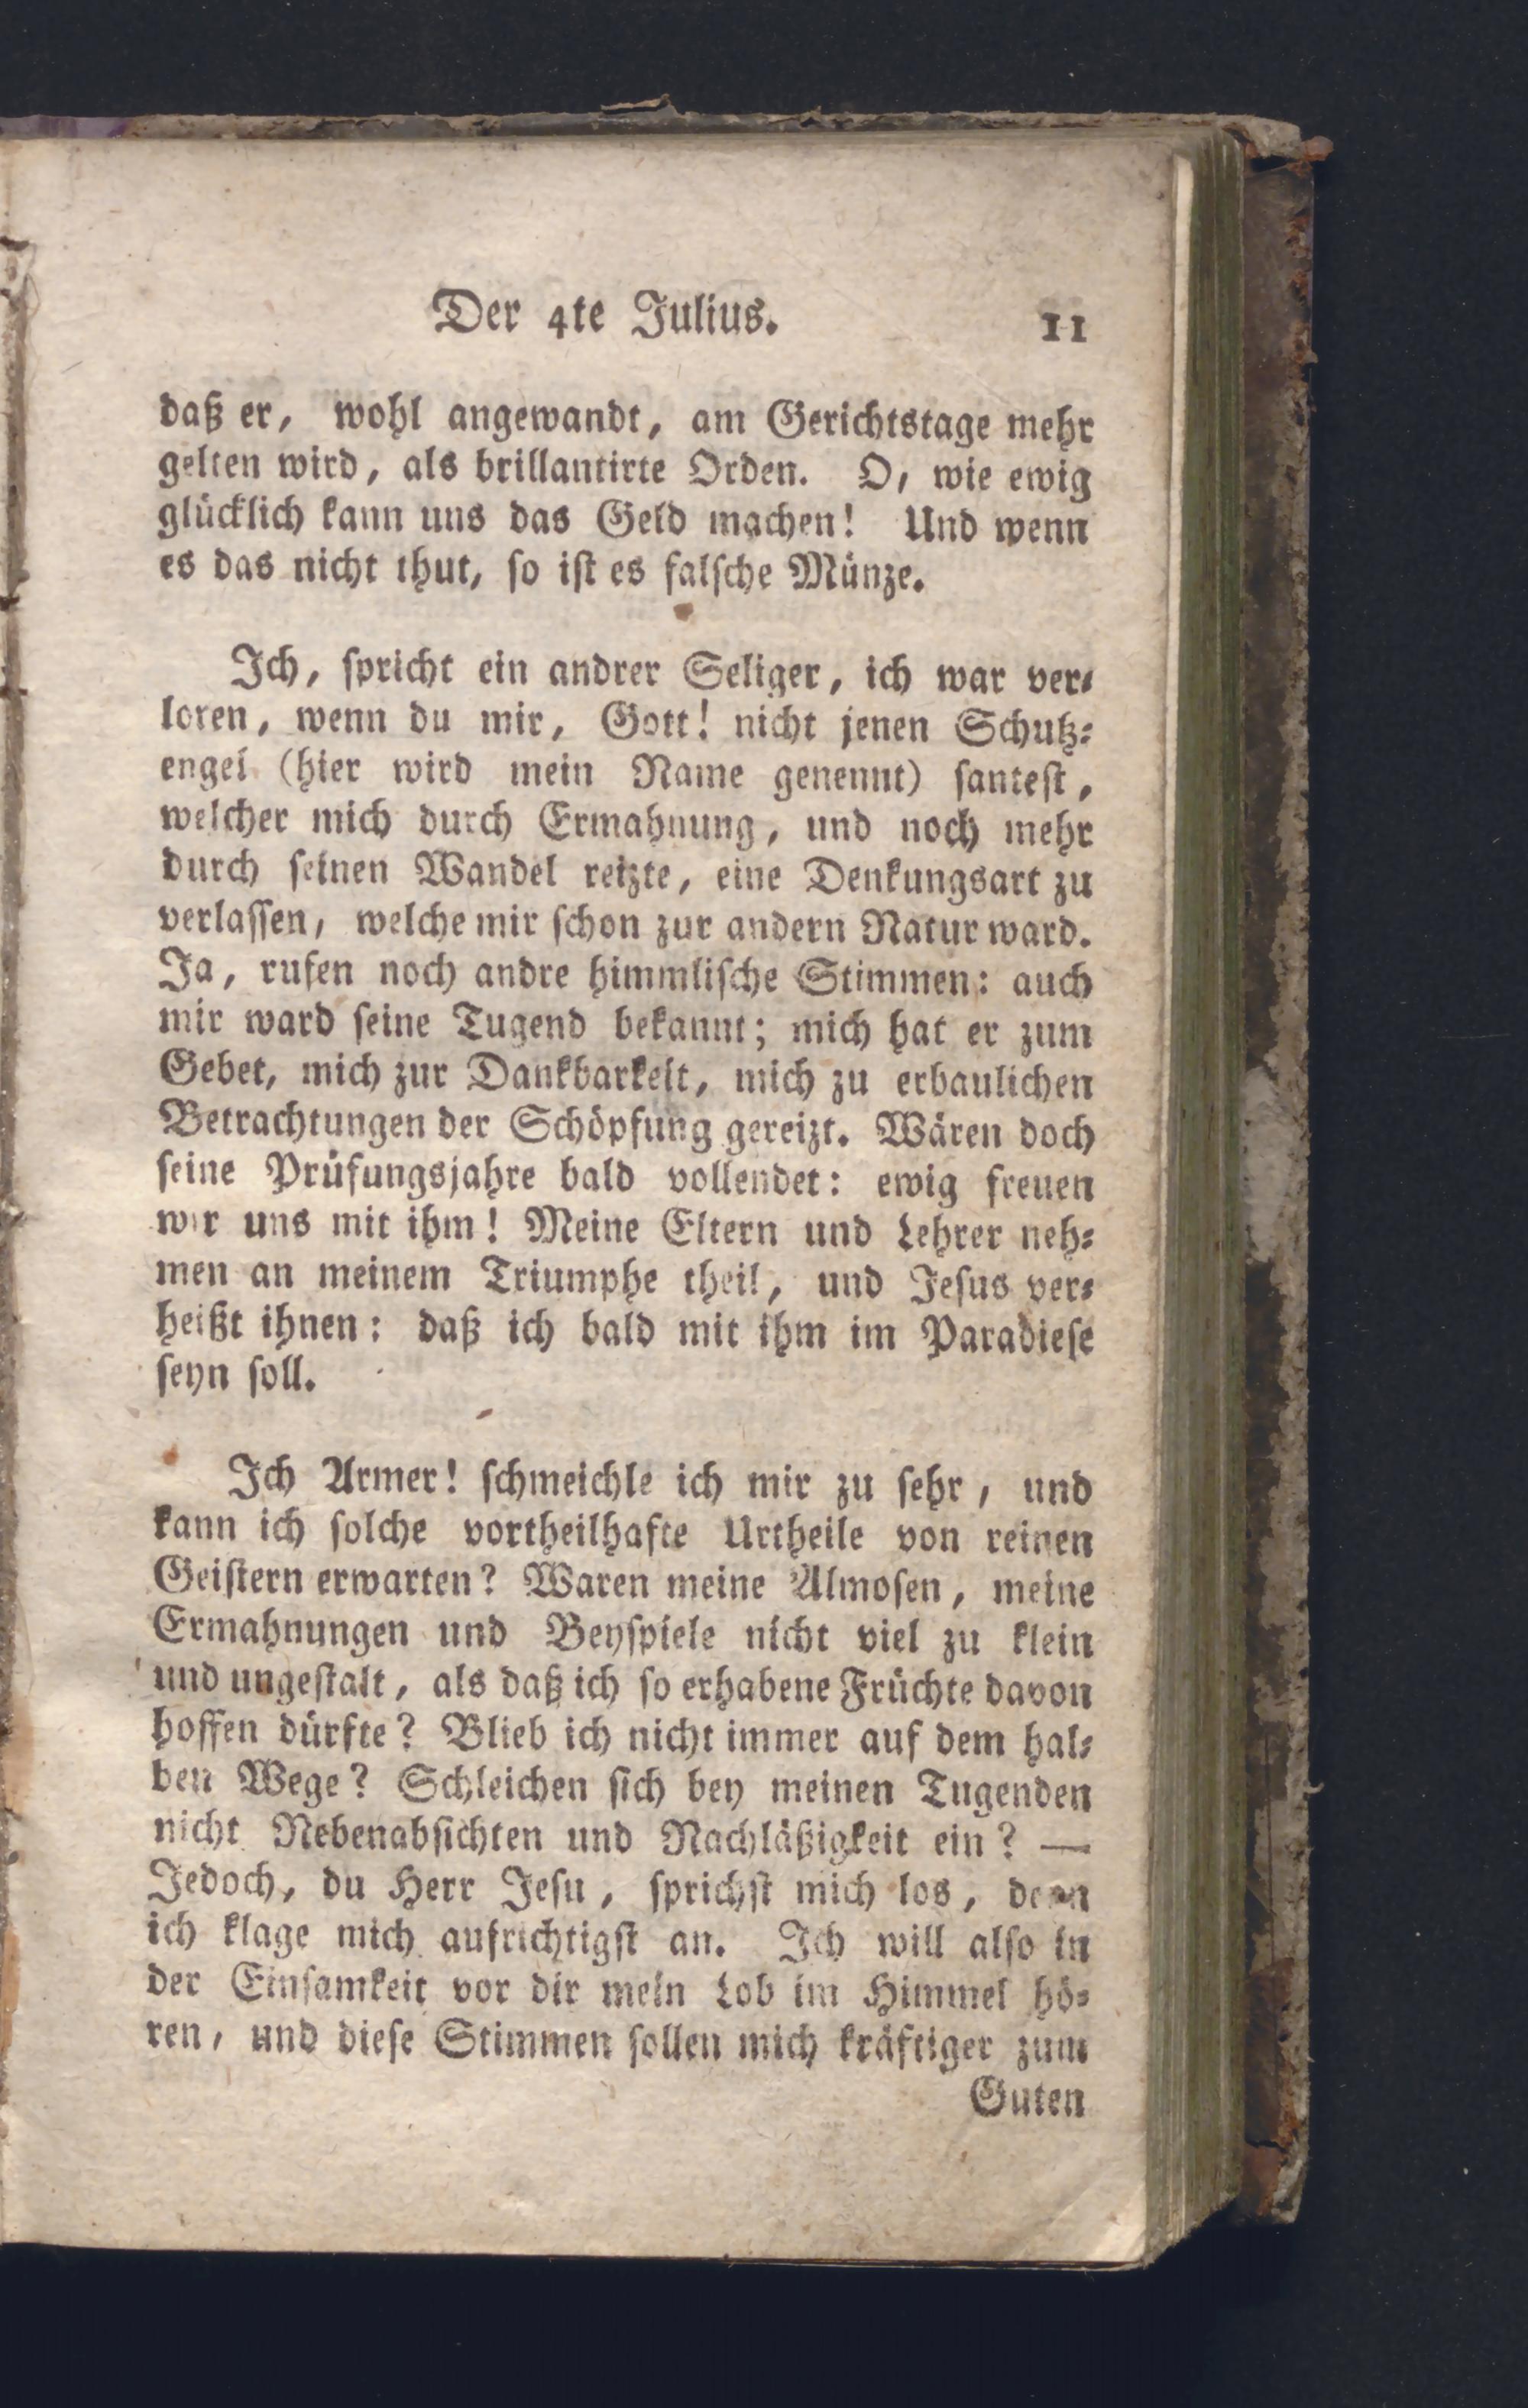 Der 4te Julius. 11
daß er, wohl angewandt, am Gerichtstage mehr
gelten wird, als brillantirte Orden. O, wie ewig
glücklich kann uns das Geld machen! Und wenn
es das nicht thut, so ist es falsche Münze.
Ich, spricht ein andrer Seliger, ich war ver-
loren, wenn du mir, Gott! nicht jenen Schutz-
engel (hier wird mein Name genennt) santest,
welcher mich durch Ermahnung, und noch mehr
durch seinen Wandel reizte, eine Denkungsart zu
verlassen, welche mir schon zur andern Natur ward.
Ja, rufen noch andre himmlische Stimmen: auch
mir ward seine Tugend bekannt; mich hat er zum
Gebet, mich zur Dankbarkeit, mich zu erbaulichen
Betrachtungen der Schöpfung gereizt. Wären doch
seine Prüfungsjahre bald vollendet: ewig freuen
wir uns mit ihm! Meine Eltern und Lehrer neh-
men an meinem Triumphe theil, und Jesus ver-
heißt ihnen: daß ich bald mit ihm im Paradiese
seyn soll.
Ich Armer! schmeichle ich mir zu sehr, und
kann ich solche vortheilhafte Urtheile von reinen
Geistern erwarten? Waren meine Almosen, meine
Ermahnungen und Beyspiele nicht viel zu klein
und ungestalt, als daß ich so erhabene Früchte davon
hoffen dürfte? Blieb ich nicht immer auf dem hal-
ben Wege? Schleichen sich bey meinen Tugenden
nicht Nebenabsichten und Nachläßigkeit ein? —
Jedoch, du Herr Jesu, sprichst mich los, denn
ich klage mich aufrichtigst an. Ich will also in
der Einsamkeit vor dir mein Lob im Himmel hö-
ren, und diese Stimmen sollen mich kräftiger zum
Guten